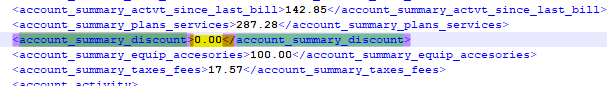 <account_summary_actvt_since_last_bill>142.85</account_summary_actvt_since_last_bill>
<account_summary_plans_services>287.28</account_summary_plans_services>
<account_summary_discount>0.00</account_summary_discount>
<account_summary_equip_accesories>100.00</account_summary_equip_accesories>
<account_summary_taxes_fees>17.57</account_summary_taxes_fees>
<account_activity>